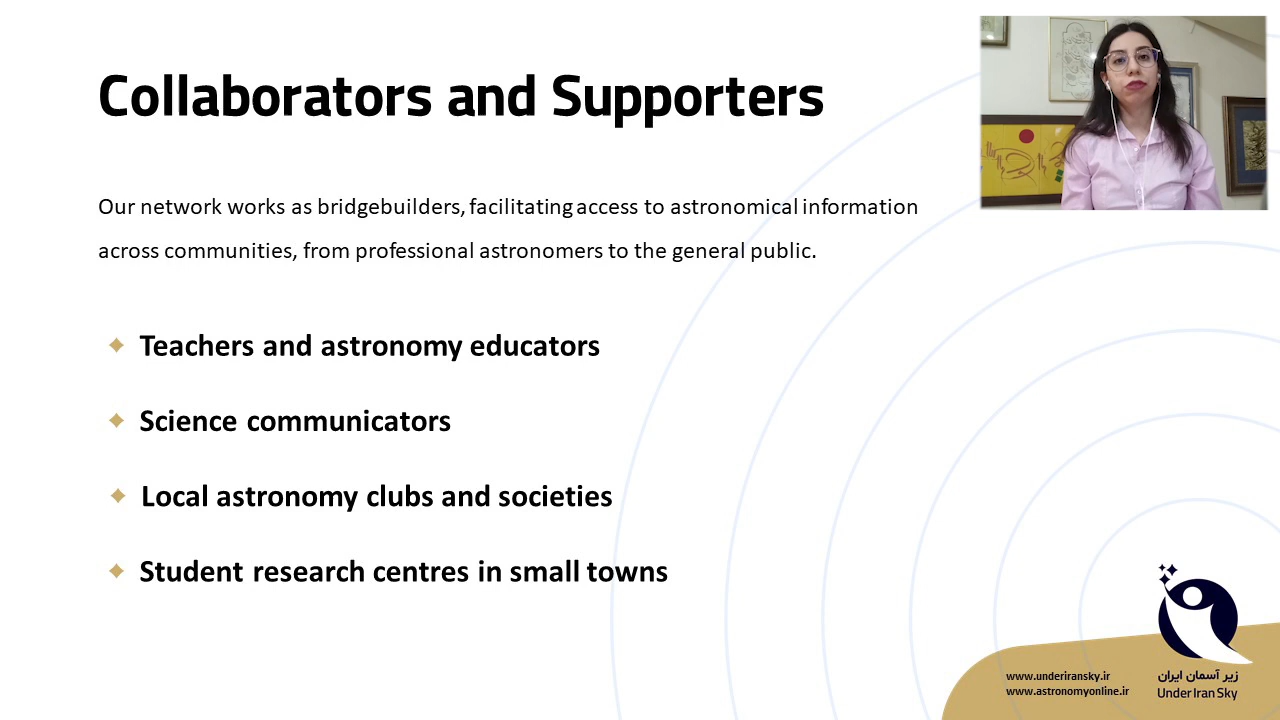 Collaborators and Supporters
Our network works as bridgebuilders, facilitating access to astronomical information
across communities, from professional astronomers to the general public.
Teachers and astronomy educators
Science communicators
Local astronomy clubs and societies
Student research centres in small towns
www.underiransky.ir
www.astronomyonline.ir
زیر آسمان ایران
Under Iran Sky